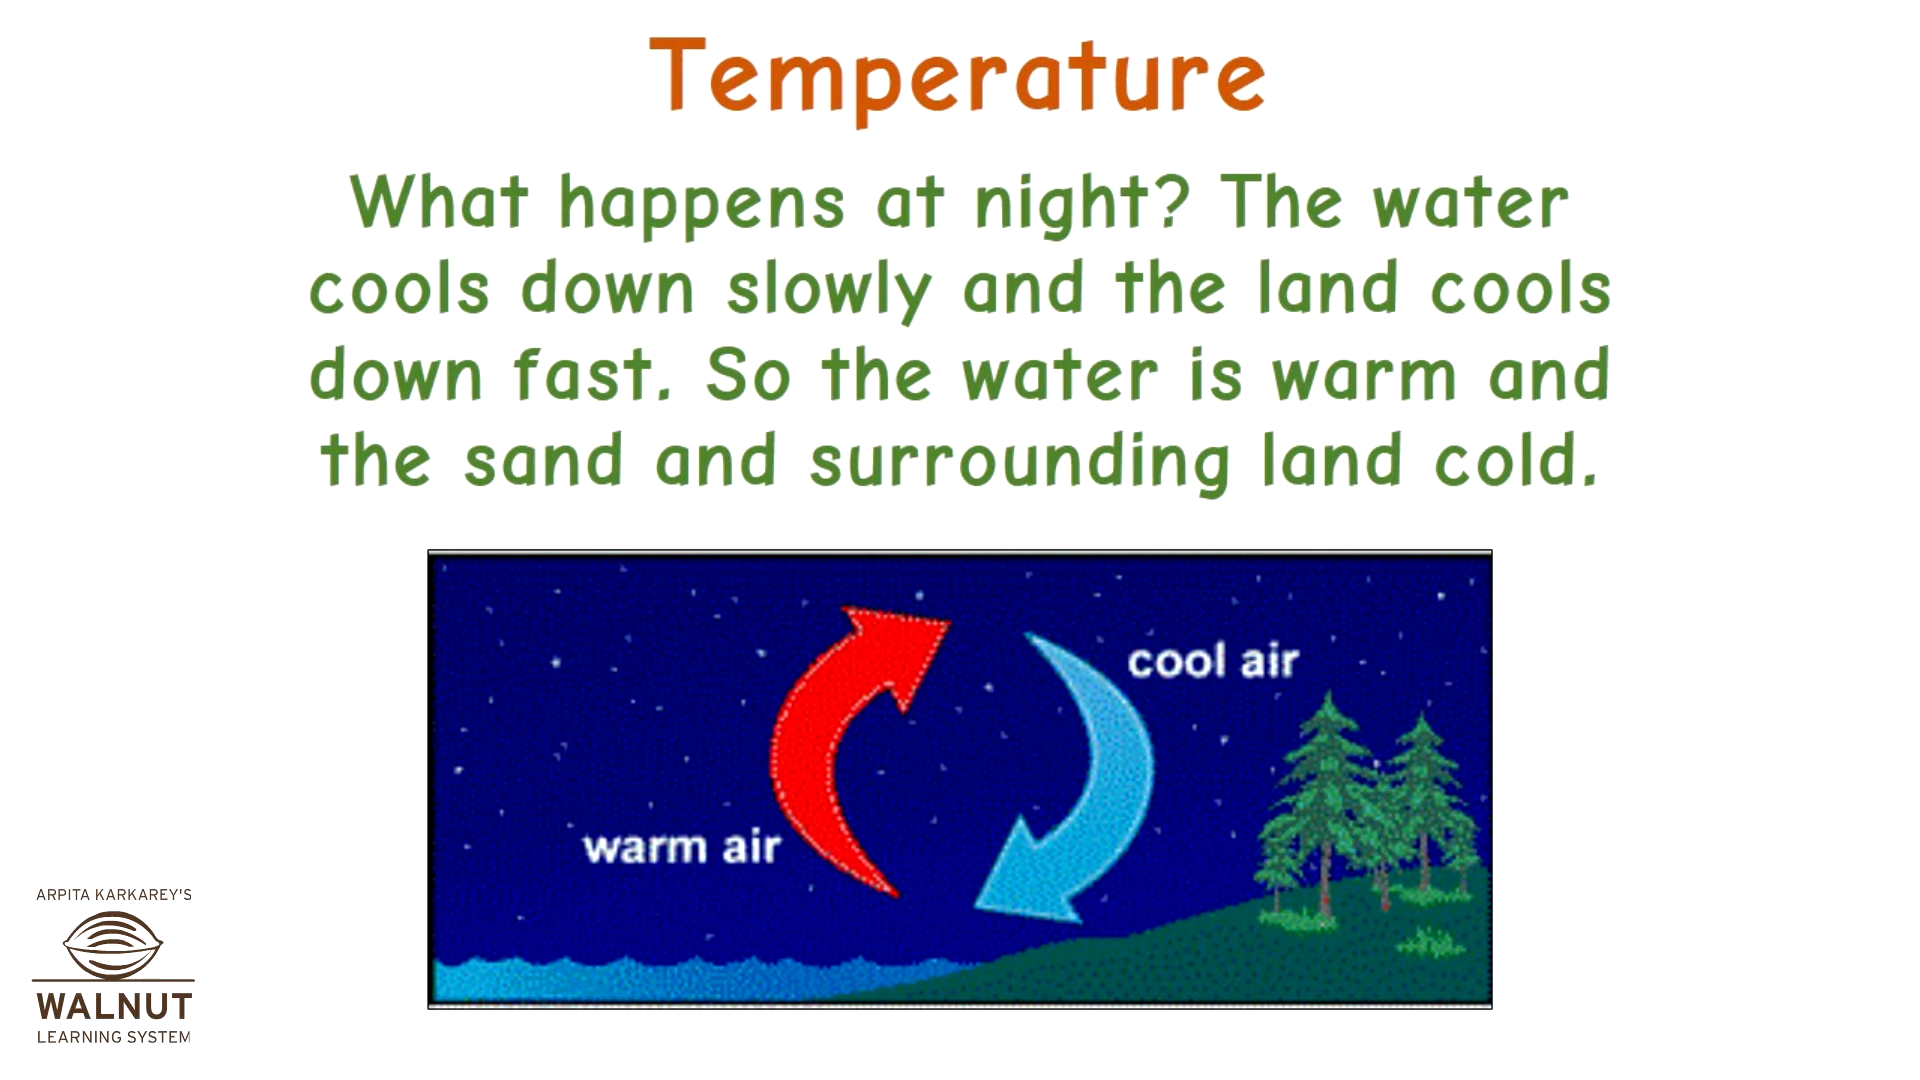 Temperature
What happens at night? The water
cools down slowly and the land cools
down fast. So the water is warm and
the sand and surrounding land cold.
cool air
warm air
ARPITA KARKAREY'S
WALNUT
LEARNING SYSTEM